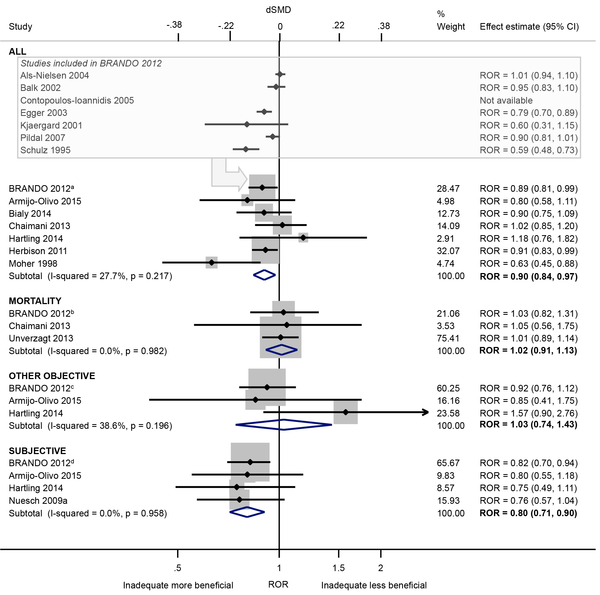 dSMD
%
Study -.38 -.22 0 .22 .38 Weight Effect estimate (95% CI)
ALL
Studies included in BRANDO 2012
Als-Nielsen 2004 ROR = 1.01 (0.94, 1.10)
Balk 2002 ROR = 0.95 (0.83, 1.10)
Contopoulos-Ioannidis 2005 Not available
Egger 2003 ROR = 0.79 (0.70, 0.89)
Kjaergard 2001 ROR = 0.60 (0.31, 1.15)
Pildal 2007 ROR = 0.90 (0.81, 1.01)
Schulz 1995 ROR = 0.59 (0.48, 0.73)
BRANDO 2012ª 28.47 ROR = 0.89 (0.81, 0.99)
Armijo-Olivo 2015 4.98 ROR = 0.80 (0.58, 1.11)
Bialy 2014 12.73 ROR = 0.90 (0.75, 1.09)
Chaimani 2013 14.09 ROR = 1.02 (0.85, 1.20)
Hartling 2014 2.91 ROR = 1.18 (0.76, 1.82)
Herbison 2011 32.07 ROR = 0.91 (0.83, 0.99)
Moher 1998 4.74 ROR = 0.63 (0.45, 0.88)
Subtotal (I-squared = 27.7%, p = 0.217) 100.00 ROR = 0.90 (0.84, 0.97)
MORTALITY
BRANDO 2012ᵇ 21.06 ROR = 1.03 (0.82, 1.31)
Chaimani 2013 3.53 ROR = 1.05 (0.56, 1.75)
Unverzagt 2013 75.41 ROR = 1.01 (0.89, 1.14)
Subtotal (I-squared = 0.0%, p = 0.982) 100.00 ROR = 1.02 (0.91, 1.13)
OTHER OBJECTIVE
BRANDO 2012ᶜ 60.25 ROR = 0.92 (0.76, 1.12)
Armijo-Olivo 2015 16.16 ROR = 0.85 (0.41, 1.75)
Hartling 2014 23.58 ROR = 1.57 (0.90, 2.76)
Subtotal (I-squared = 38.6%, p = 0.196) 100.00 ROR = 1.03 (0.74, 1.43)
SUBJECTIVE
BRANDO 2012ᵈ 65.67 ROR = 0.82 (0.70, 0.94)
Armijo-Olivo 2015 9.83 ROR = 0.80 (0.55, 1.18)
Hartling 2014 8.57 ROR = 0.75 (0.49, 1.11)
Nuesch 2009a 15.93 ROR = 0.76 (0.57, 1.04)
Subtotal (I-squared = 0.0%, p = 0.958) 100.00 ROR = 0.80 (0.71, 0.90)
.5 1 1.5 2
Inadequate more beneficial ROR Inadequate less beneficial